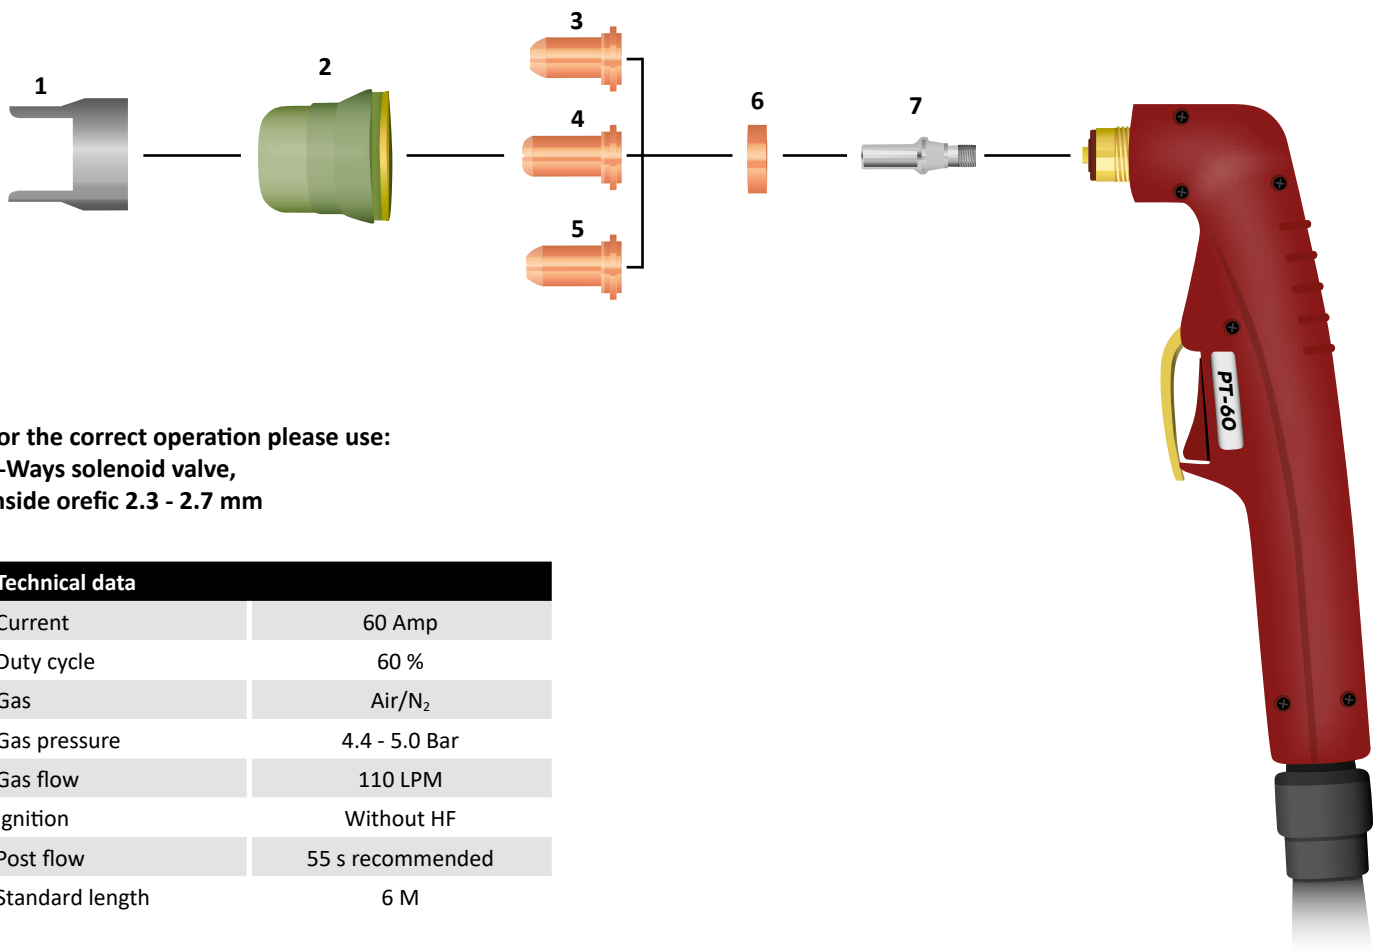 1
2
3
4
5
6
7
PT-60
or the correct operation please use:
-Ways solenoid valve,
nside orefic 2.3 - 2.7 mm
Technical data
Current 60 Amp
Duty cycle 60 %
Gas Air/N₂
Gas pressure 4.4 - 5.0 Bar
Gas flow 110 LPM
gnition Without HF
Post flow 55 s recommended
Standard length 6 M